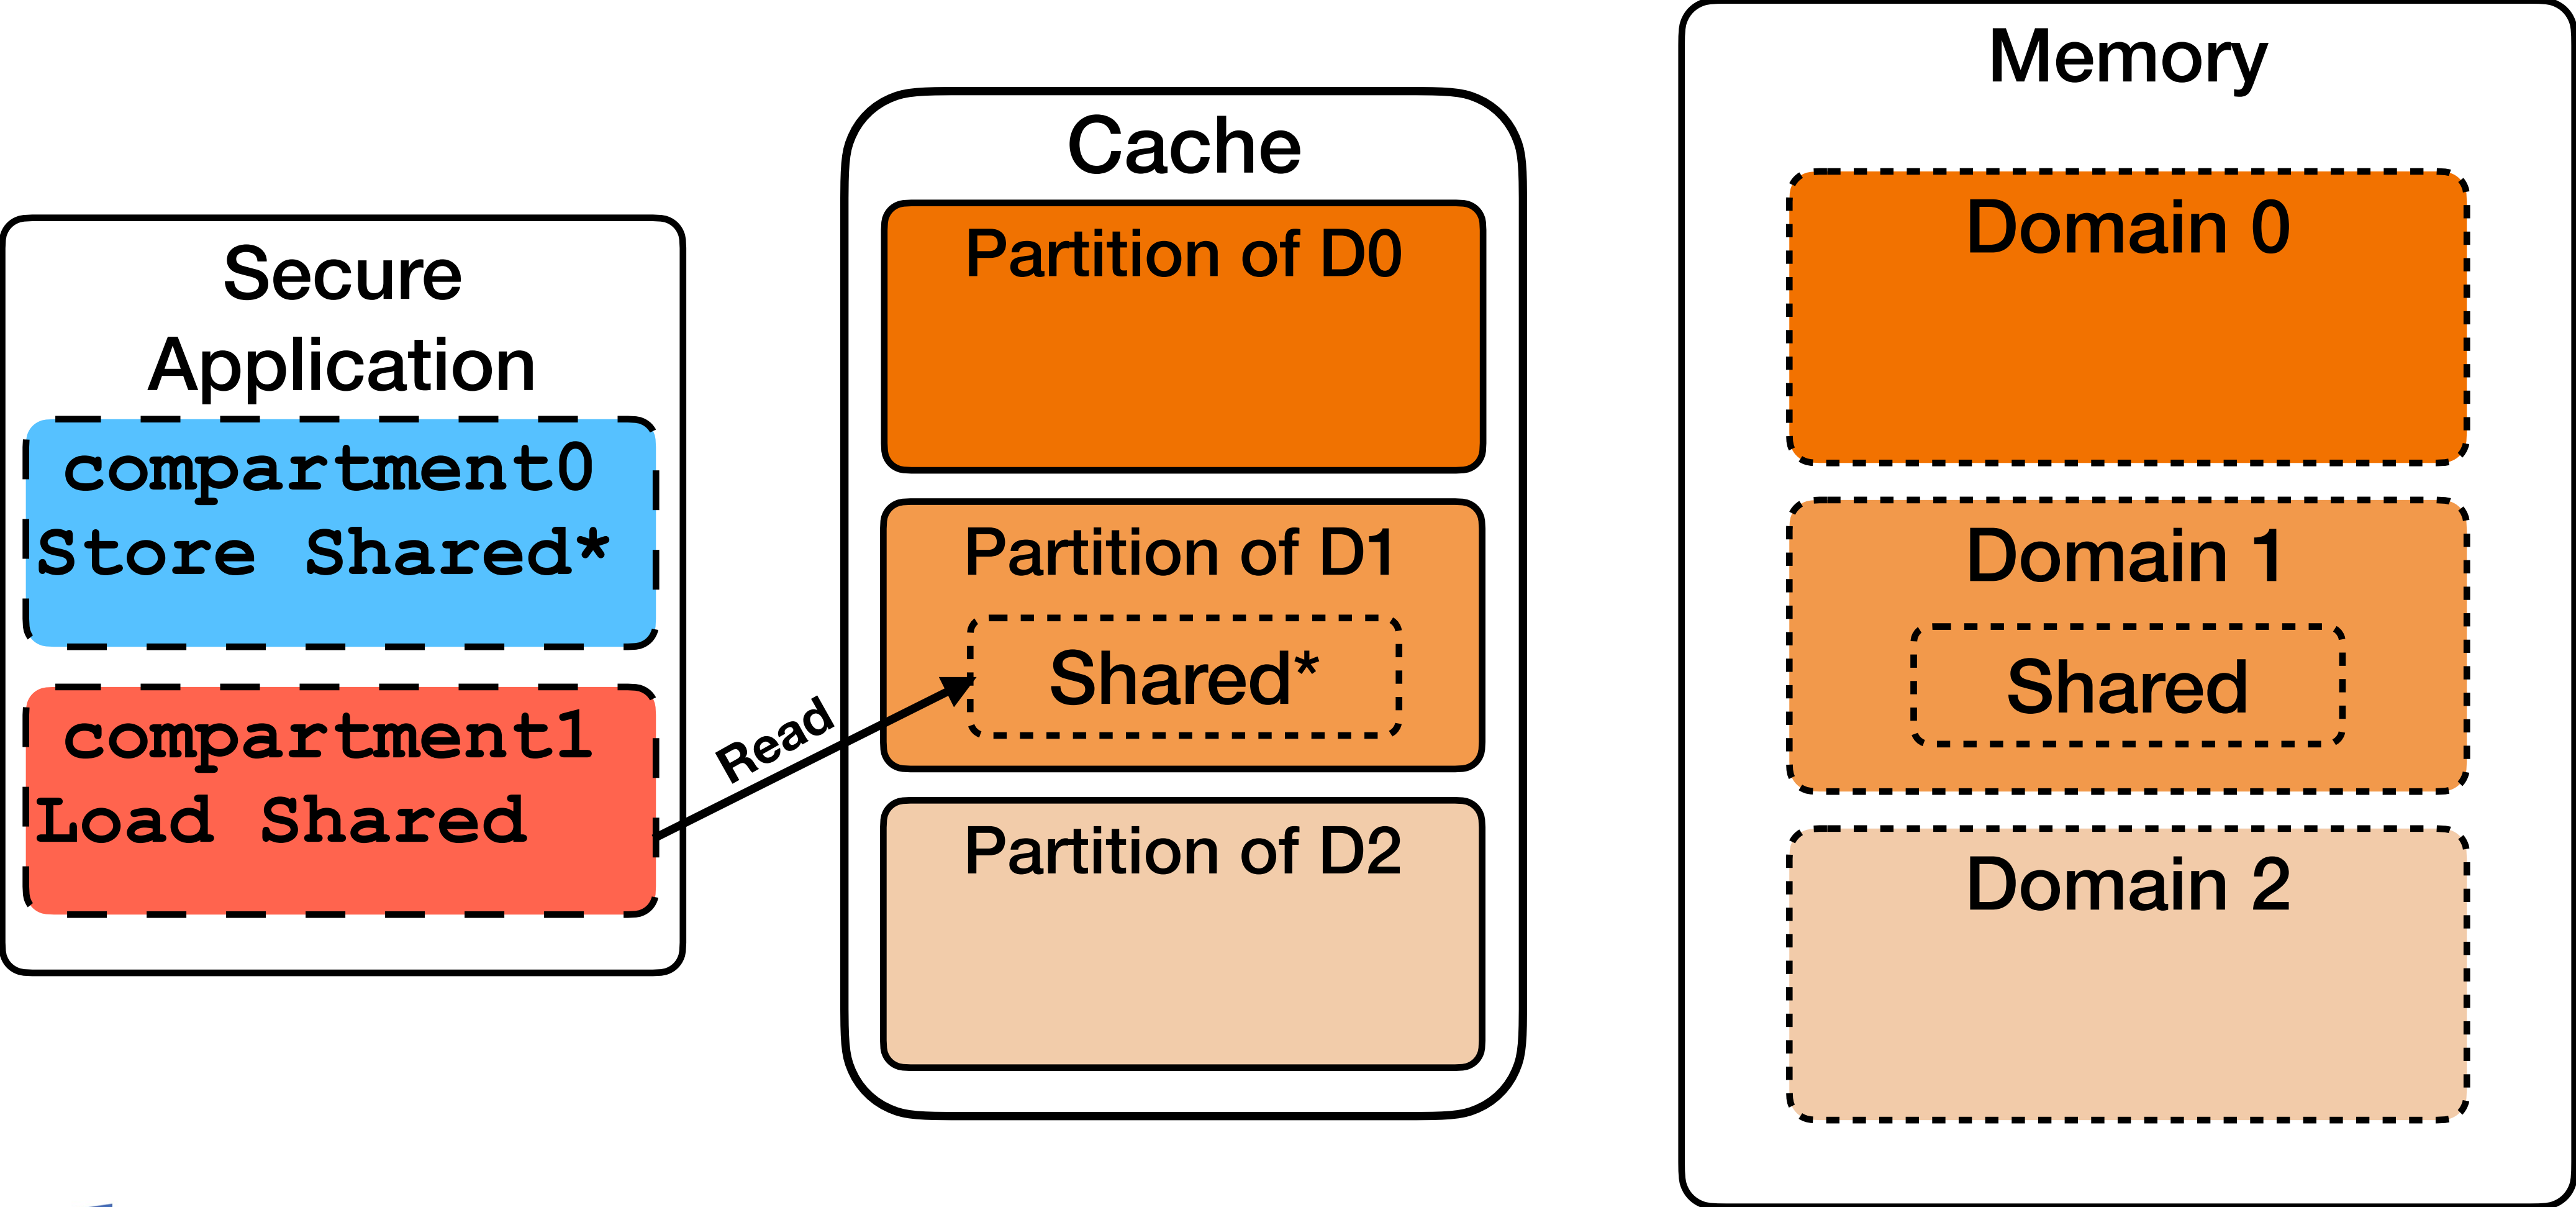 Secure
Application
compartment0
Store Shared*
compartment1
Load Shared
Read
Cache
Partition of D0
Partition of D1
Shared*
Partition of D2
Memory
Domain 0
Domain 1
Shared
Domain 2